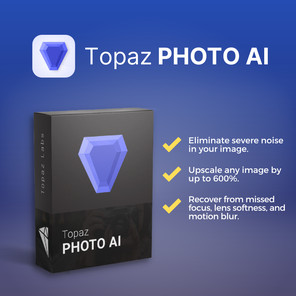 Topaz PHOTO AI
Topaz Labs
Topaz
PHOTO AI
Eliminate severe noise
in your image.
Upscale any image by
up to 600%.
Recover from missed
focus, lens softness, and
motion blur.